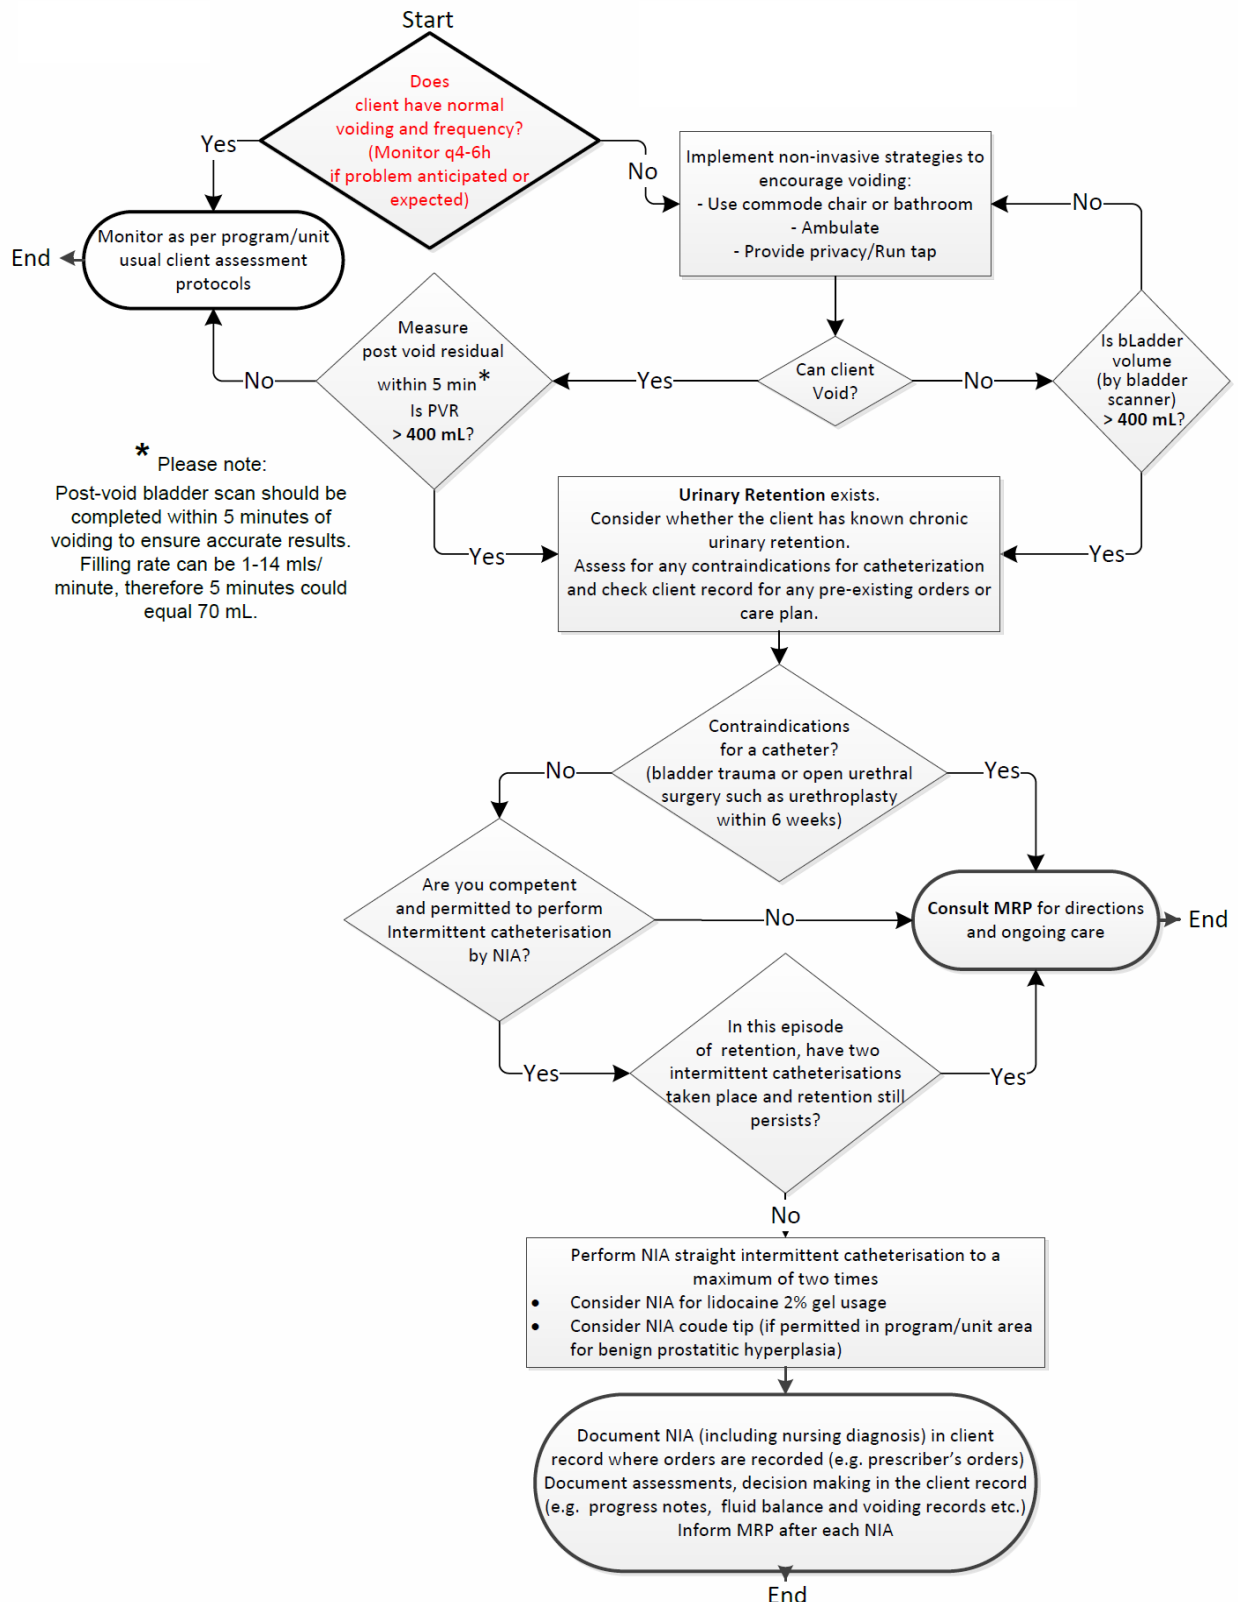 Start
Does
client have normal
voiding and frequency?
(Monitor q4-6h
if problem anticipated or
expected)
Yes
No
Monitor as per program/unit
usual client assessment
protocols
End
Implement non-invasive strategies to
encourage voiding:
- Use commode chair or bathroom
- Ambulate
- Provide privacy/Run tap
No
Measure
post void residual
within 5 min*
Is PVR
> 400 mL?
No
Yes
Can client
Void?
No
Is bLadder
volume
(by bladder
scanner)
> 400 mL?
* Please note:
Post-void bladder scan should be
completed within 5 minutes of
voiding to ensure accurate results.
Filling rate can be 1-14 mls/
minute, therefore 5 minutes could
equal 70 mL.
Yes
Urinary Retention exists.
Consider whether the client has known chronic
urinary retention.
Assess for any contraindications for catheterization
and check client record for any pre-existing orders or
care plan.
Yes
Contraindications
for a catheter?
(bladder trauma or open urethral
surgery such as urethroplasty
within 6 weeks)
No
Yes
Are you competent
and permitted to perform
Intermittent catheterisation
by NIA?
No
Consult MRP for directions
and ongoing care
End
Yes
In this episode
of retention, have two
intermittent catheterisations
taken place and retention still
persists?
Yes
No
Perform NIA straight intermittent catheterisation to a
maximum of two times
• Consider NIA for lidocaine 2% gel usage
• Consider NIA coude tip (if permitted in program/unit area
for benign prostatitic hyperplasia)
Document NIA (including nursing diagnosis) in client
record where orders are recorded (e.g. prescriber’s orders)
Document assessments, decision making in the client record
(e.g. progress notes, fluid balance and voiding records etc.)
Inform MRP after each NIA
End